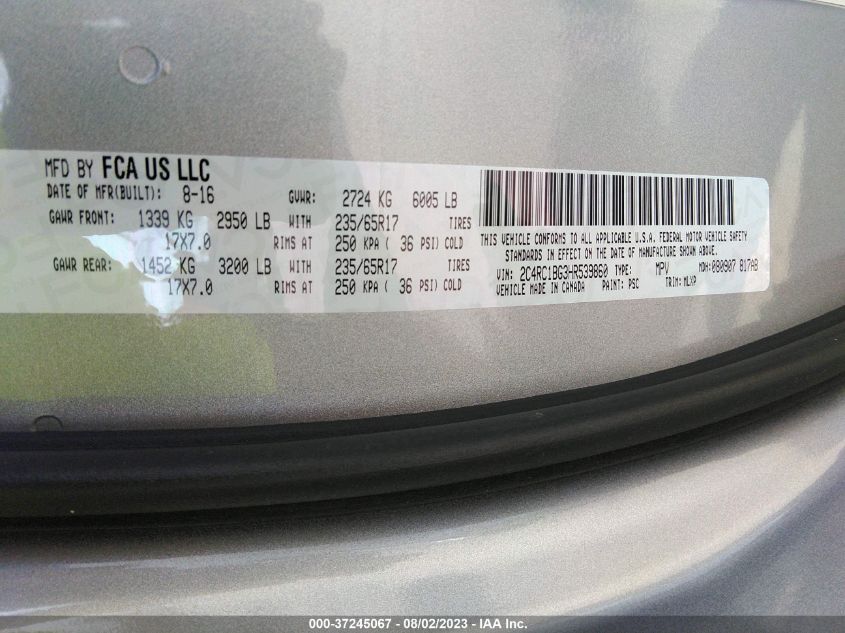 MFD BY FCA US LLC
DATE OF MFR(BUILT): 8-16 GVWR: 2724 KG 6005 LB
GAWR FRONT: 1339 KG 2950 LB WITH 235/65R17 TIRES
17X7.0 RIMS AT 250 KPA ( 36 PSI) COLD
GAWR REAR: 1452 KG 3200 LB WITH 235/65R17 TIRES
17X7.0 RIMS AT 250 KPA ( 36 PSI) COLD
THIS VEHICLE CONFORMS TO ALL APPLICABLE U.S.A. FEDERAL MOTOR VEHICLE SAFETY
STANDARDS IN EFFECT ON THE DATE OF MANUFACTURE SHOWN ABOVE.
VIN: 2C4RC1BG3HR539860 TYPE: MPV MDH: 080907 817AB
VEHICLE MADE IN CANADA PAINT: PSC TRIM: MLXP
000-37245067 - 08/02/2023 - IAA Inc.